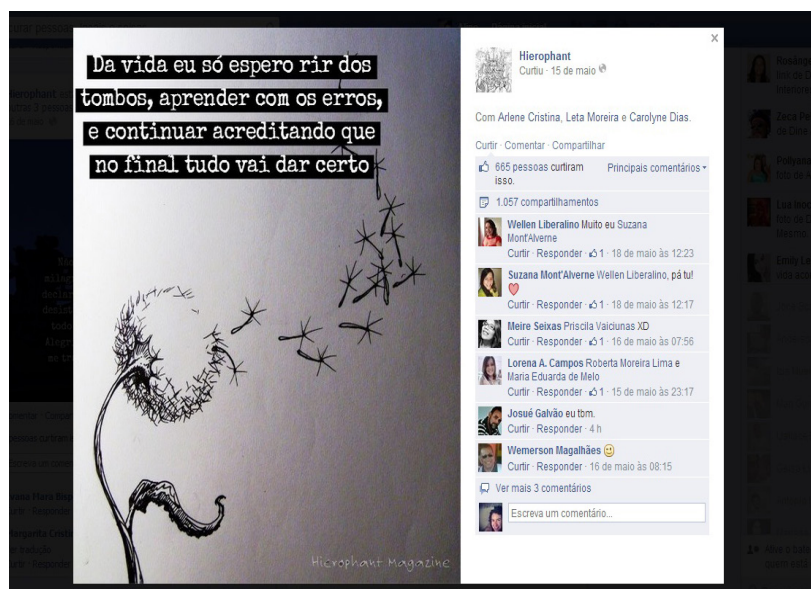 Da vida eu só espero rir dos
tombos, aprender com os erros,
e continuar acreditando que
no final tudo vai dar certo
Hierophant Magazine
x
Hierophant
Curtiu · 15 de maio
Com Arlene Cristina, Leta Moreira e Carolyne Dias.
Curtir · Comentar · Compartilhar
665 pessoas curtiram
isso.
Principais comentários
1.057 compartilhamentos
Wellen Liberalino Muito eu Suzana
Mont'Alverne
Curtir · Responder · 1 · 18 de maio às 12:23
Suzana Mont'Alverne Wellen Liberalino, pá tu!
Curtir · Responder · 1 · 18 de maio às 12:17
Meire Seixas Priscila Vaiciunas XD
Curtir · Responder · 1 · 16 de maio às 07:56
Lorena A. Campos Roberta Moreira Lima e
Maria Eduarda de Melo
Curtir · Responder · 1 · 15 de maio às 23:17
Josué Galvão eu tbm.
Curtir · Responder · 4 h
Wemerson Magalhães
Curtir · Responder · 16 de maio às 08:15
Ver mais 3 comentários
Escreva um comentário...